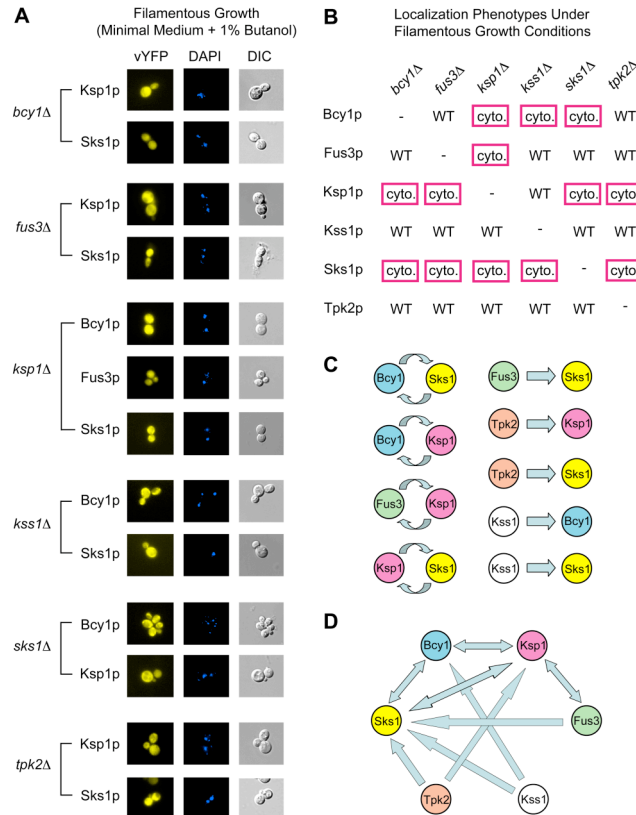 A
Filamentous Growth
(Minimal Medium + 1% Butanol)
vYFP DAPI DIC
bcy1Δ
Ksp1p
Sks1p
fus3Δ
Ksp1p
Sks1p
ksp1Δ
Bcy1p
Fus3p
Sks1p
kss1Δ
Bcy1p
Sks1p
sks1Δ
Bcy1p
Ksp1p
tpk2Δ
Ksp1p
Sks1p
B
Localization Phenotypes Under
Filamentous Growth Conditions
bcy1Δ fus3Δ ksp1Δ kss1Δ sks1Δ tpk2Δ
Bcy1p - WT cyto. cyto. cyto. WT
Fus3p WT - cyto. WT WT WT
Ksp1p cyto. cyto. - WT cyto. cyto.
Kss1p WT WT WT - WT WT
Sks1p cyto. cyto. cyto. cyto. - cyto.
Tpk2p WT WT WT WT WT -
C
Bcy1 Sks1 Fus3 Sks1
Bcy1 Ksp1 Tpk2 Ksp1
Fus3 Ksp1 Tpk2 Sks1
Kss1 Bcy1
Ksp1 Sks1 Kss1 Sks1
D
Bcy1 Ksp1
Sks1 Fus3
Tpk2 Kss1